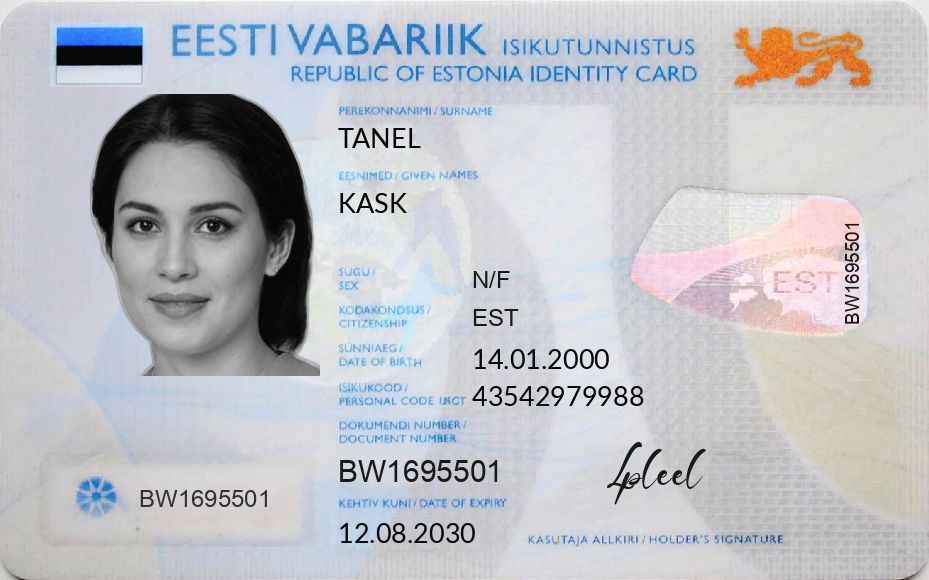 EESTI VABARIIK ISIKUTUNNISTUS
REPUBLIC OF ESTONIA IDENTITY CARD
PEREKONNANIMI / SURNAME
TANEL
EESNIMED / GIVEN NAMES
KASK
SUGU /
SEX
N/F
KODAKONDSUS /
CITIZENSHIP
EST
SÜNNIAEG /
DATE OF BIRTH
14.01.2000
ISIKUKOOD /
PERSONAL CODE
43542979988
DOKUMENDI NUMBER /
DOCUMENT NUMBER
BW1695501
KEHTIV KUNI / DATE OF EXPIRY
12.08.2030
BW1695501
KASUTAJA ALLKIRI / HOLDER'S SIGNATURE
EST
BW1695501